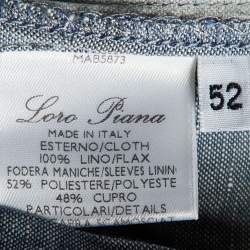 MAB5873
Loro Piana
52
MADE IN ITALY
ESTERNO/CLOTH
100% LINO/FLAX
FODERA MANICHE/SLEEVES LININ
52% POLIESTERE/POLYESTE
48% CUPRO
PARTICOLARI/DETAILS